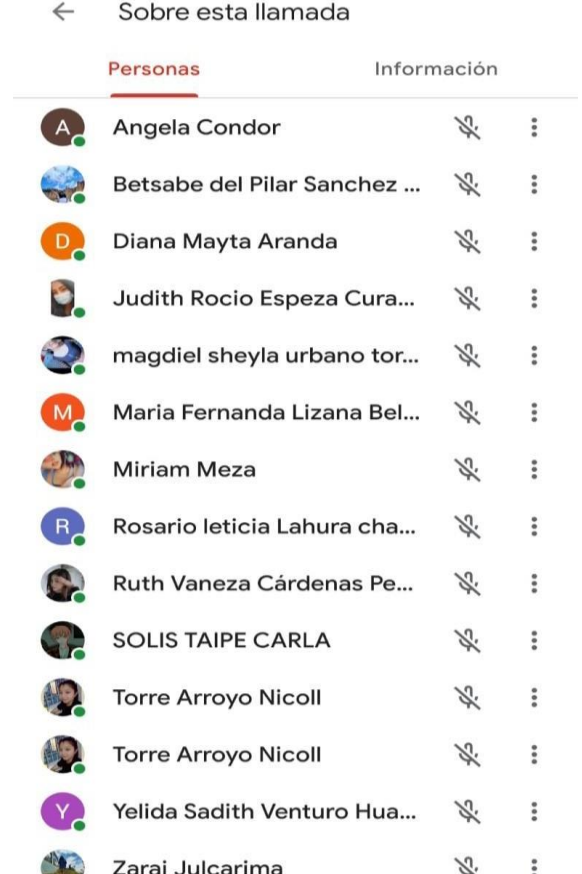 Sobre esta llamada
Personas Información
A Angela Condor
Betsabe del Pilar Sanchez ...
D Diana Mayta Aranda
Judith Rocio Espeza Cura...
magdiel sheyla urbano tor...
M Maria Fernanda Lizana Bel...
Miriam Meza
R Rosario leticia Lahura cha...
Ruth Vaneza Cárdenas Pe...
SOLIS TAIPE CARLA
Torre Arroyo Nicoll
Torre Arroyo Nicoll
Y Yelida Sadith Venturo Hua...
Zarai Julcarima